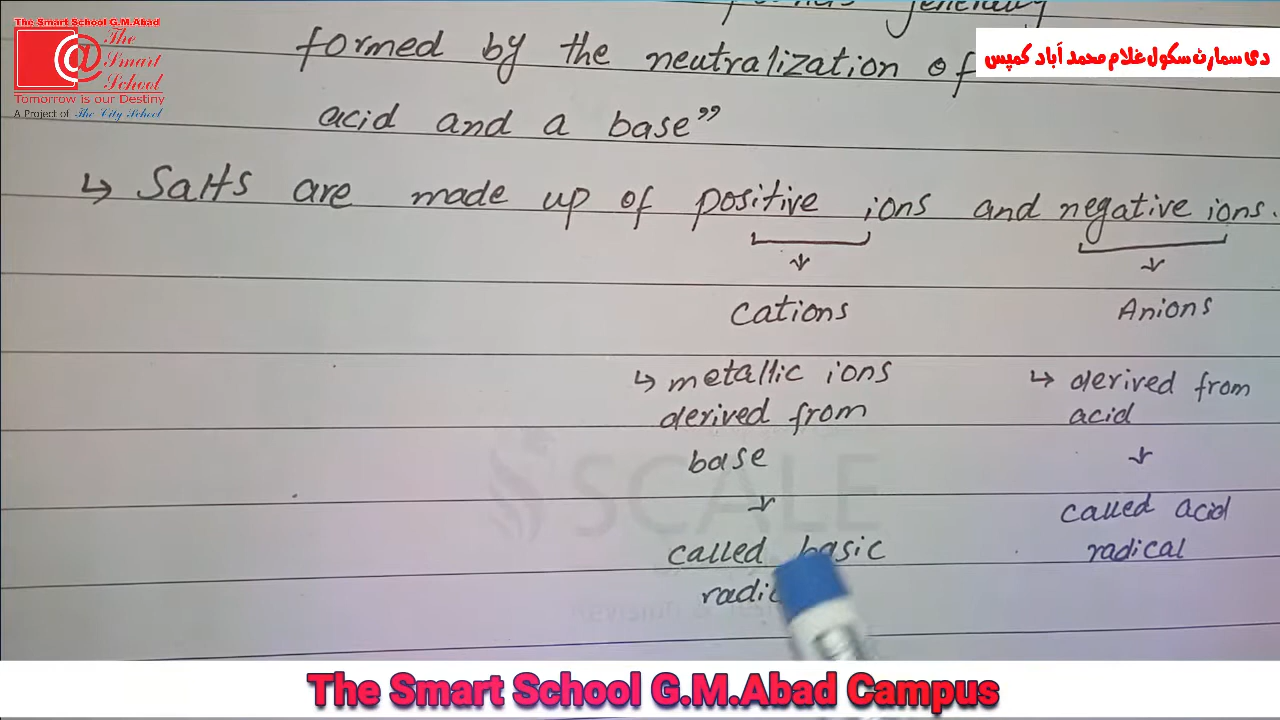 The Smart School G.M.Abad
The
Smart
School
Tomorrow is our Destiny
A Project of The City School
دی سمارٹ سکول غلام محمد آباد کمپس
generally
formed by the neutralization of
acid and a base”
↳ Salts are made up of positive ions and negative ions.
Cations Anions
↳ metallic ions ↳ derived from
derived from acid
base
called acid
called basic radical
SCALE
The Smart School G.M.Abad Campus